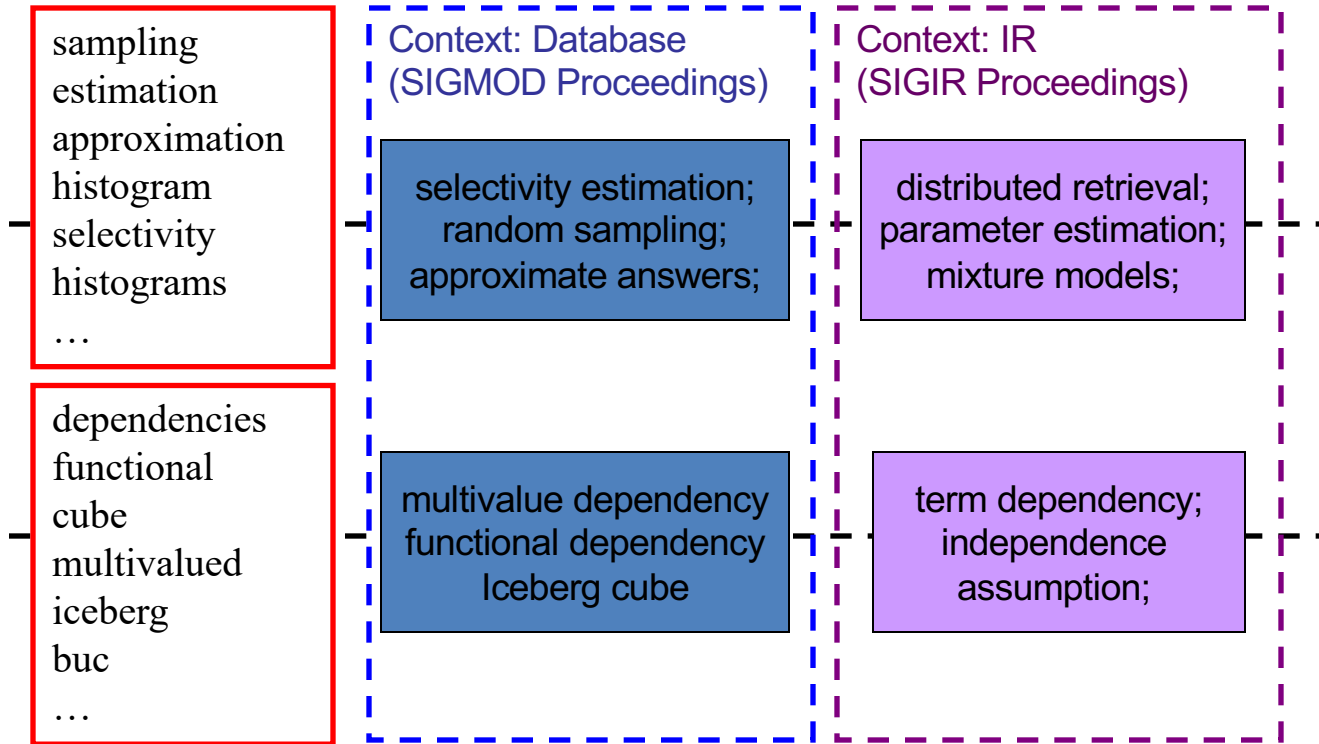 sampling
estimation
approximation
histogram
selectivity
histograms
…
Context: Database
(SIGMOD Proceedings)
selectivity estimation;
random sampling;
approximate answers;
Context: IR
(SIGIR Proceedings)
distributed retrieval;
parameter estimation;
mixture models;
dependencies
functional
cube
multivalued
iceberg
buc
…
multivalue dependency
functional dependency
Iceberg cube
term dependency;
independence
assumption;